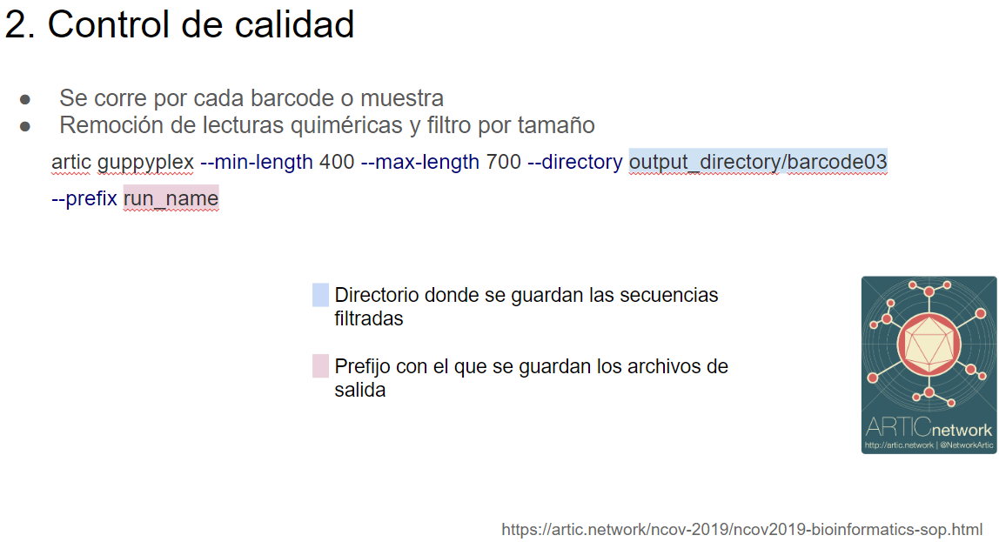 2. Control de calidad
● Se corre por cada barcode o muestra
● Remoción de lecturas quiméricas y filtro por tamaño
artic guppyplex --min-length 400 --max-length 700 --directory output_directory/barcode03
--prefix run_name
Directorio donde se guardan las secuencias
filtradas
Prefijo con el que se guardan los archivos de
salida
ARTICnetwork
http://artic.network | @NetworkArtic
https://artic.network/ncov-2019/ncov2019-bioinformatics-sop.html